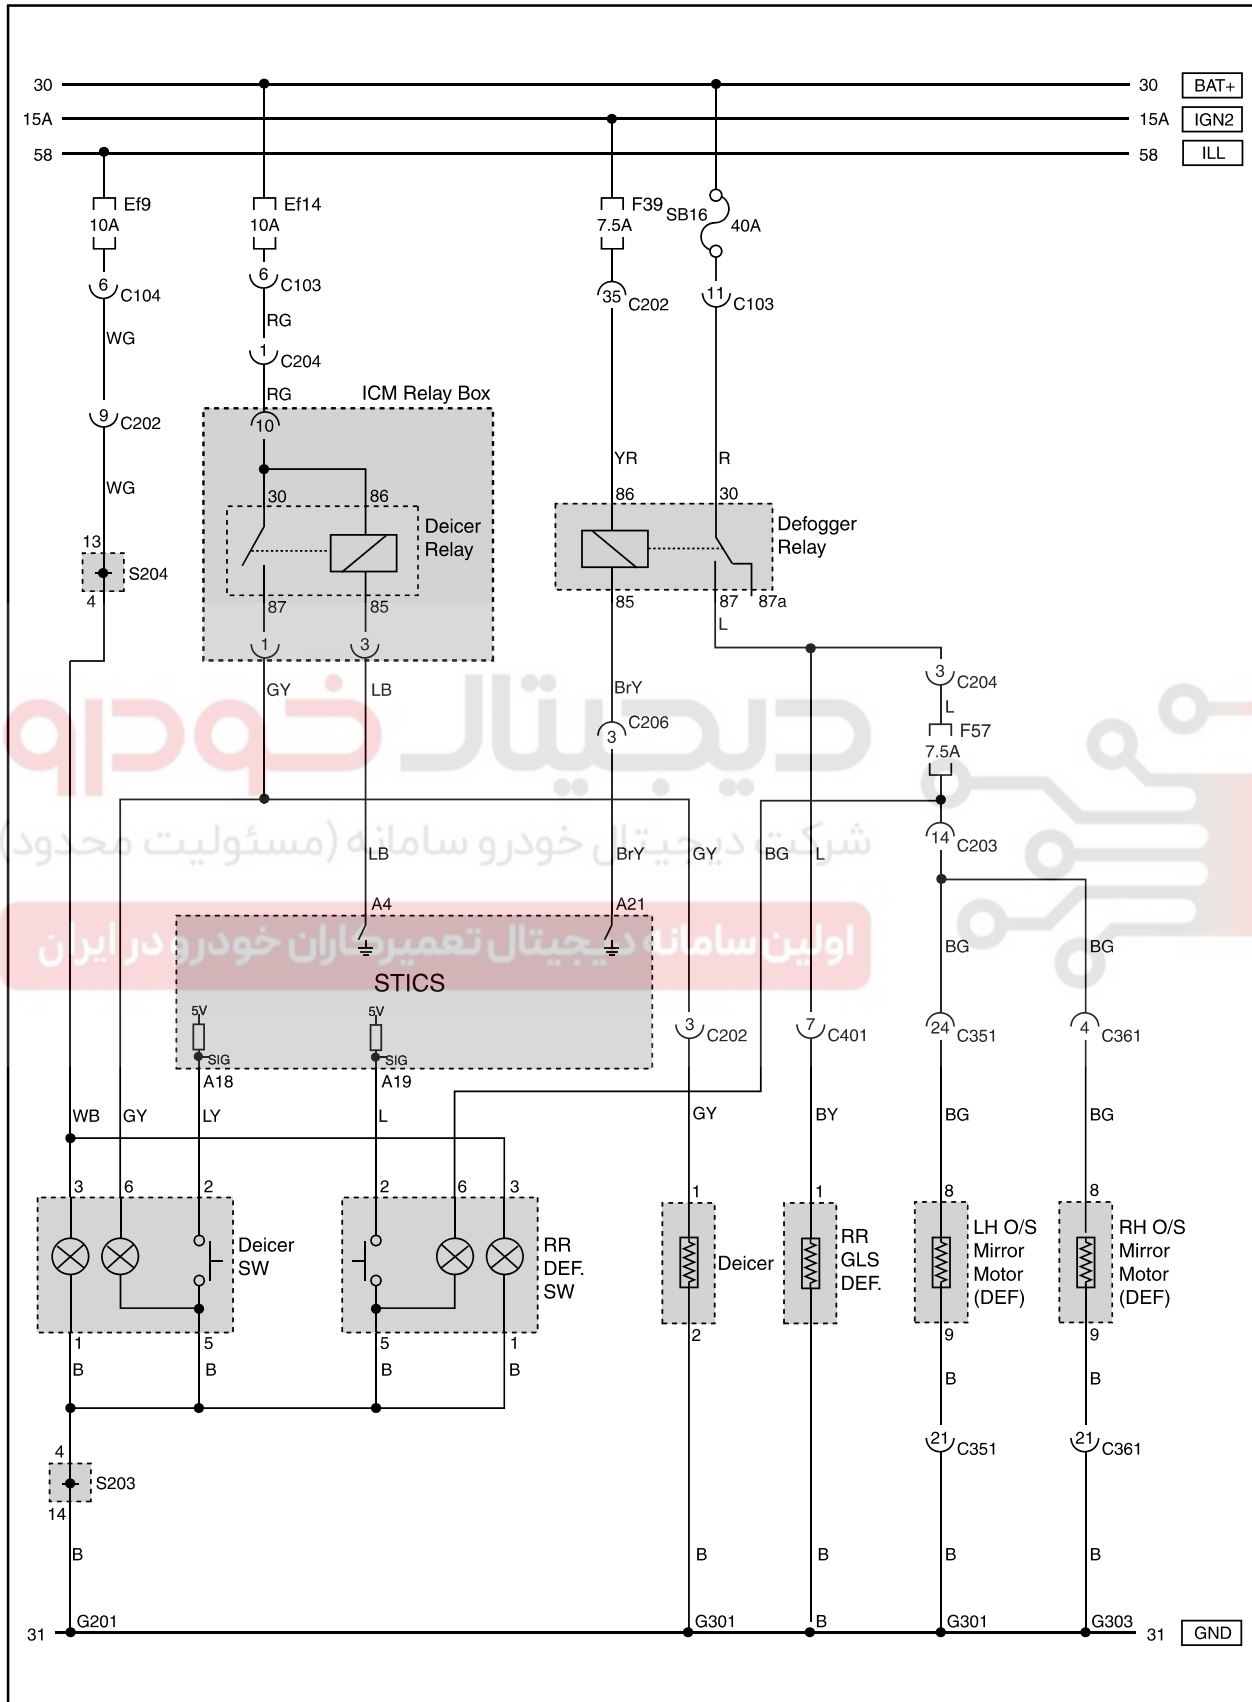 30
30
BAT+
15A
15A
IGN2
58
58
ILL
Ef9
10A
Ef14
10A
F39
7.5A
SB16
40A
6
C104
6
C103
35
C202
11
C103
WG
RG
1
C204
RG
ICM Relay Box
9
C202
10
WG
YR
R
30
86
86
30
Deicer
Relay
Defogger
Relay
13
S204
4
87
85
85
87
87a
L
1
3
3
C204
GY
LB
BrY
L
C206
3
F57
7.5A
دیجیتال خودرو
14
C203
شرکت دیجیتال خودرو سامانه (مسئولیت محدود)
LB
BrY
GY
BG
L
A4
A21
اولین سامانه دیجیتال تعمیرکاران خودرو در ایران
BG
BG
STICS
5V
5V
SIG
SIG
3
C202
7
C401
24
C351
4
C361
A18
A19
WB
GY
LY
L
GY
BY
BG
BG
3
6
2
2
6
3
1
1
8
8
Deicer
SW
RR
DEF.
SW
Deicer
RR
GLS
DEF.
LH O/S
Mirror
Motor
(DEF)
RH O/S
Mirror
Motor
(DEF)
1
5
5
1
2
9
9
B
B
B
B
B
B
21
C351
21
C361
4
S203
14
B
B
B
B
B
31
G201
G301
B
G301
G303
31
GND